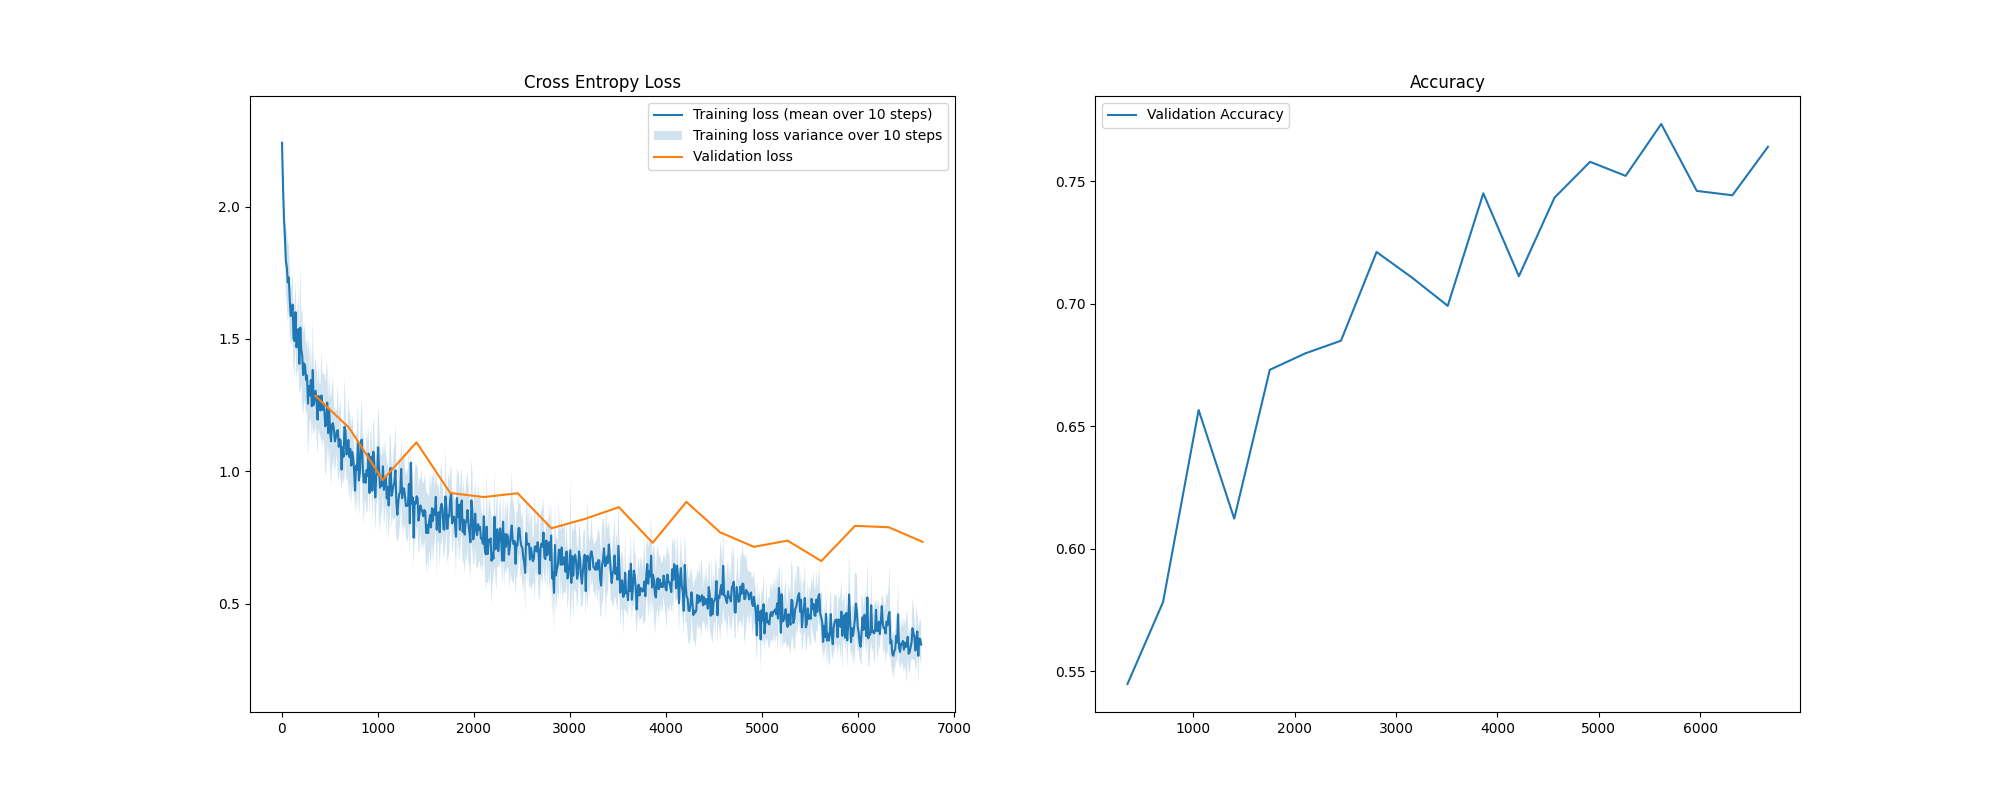 Cross Entropy Loss
Training loss (mean over 10 steps)
Training loss variance over 10 steps
Validation loss
2.0
1.5
1.0
0.5
0 1000 2000 3000 4000 5000 6000 7000
Accuracy
Validation Accuracy
0.75
0.70
0.65
0.60
0.55
1000 2000 3000 4000 5000 6000